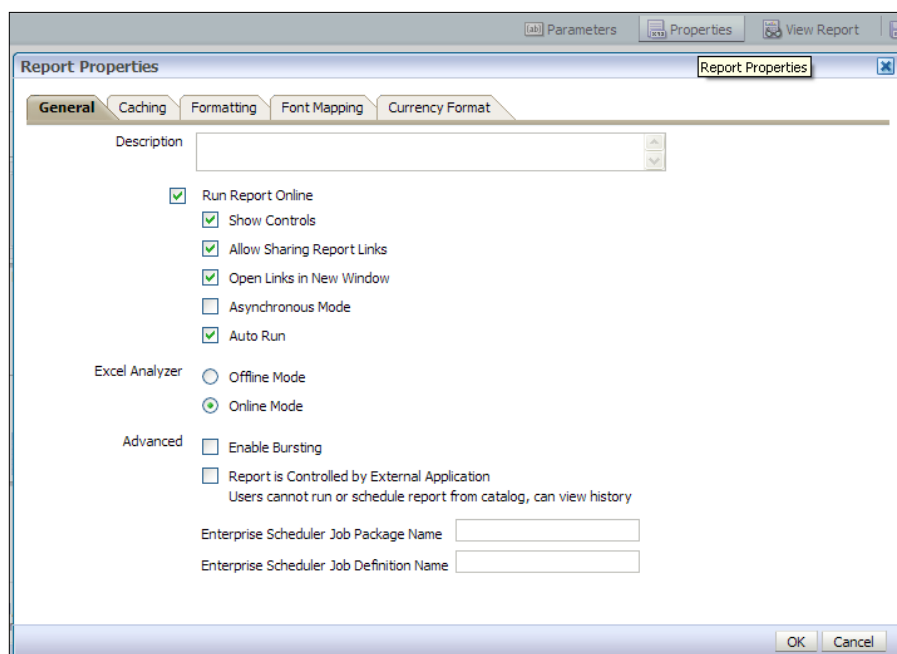 Parameters Properties View Report
Report Properties
Report Properties
General Caching Formatting Font Mapping Currency Format
Description
Run Report Online
Show Controls
Allow Sharing Report Links
Open Links in New Window
Asynchronous Mode
Auto Run
Excel Analyzer
Offline Mode
Online Mode
Advanced
Enable Bursting
Report is Controlled by External Application
Users cannot run or schedule report from catalog, can view history
Enterprise Scheduler Job Package Name
Enterprise Scheduler Job Definition Name
OK Cancel